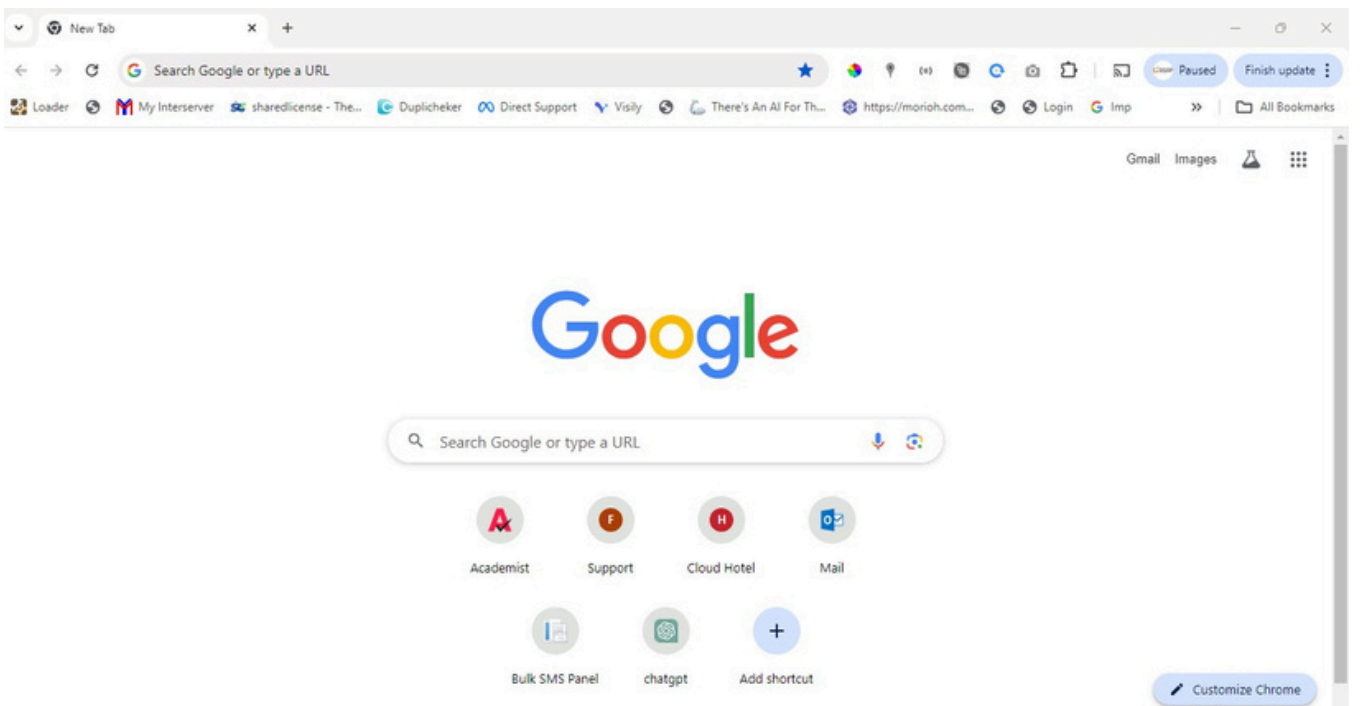 New Tab
Search Google or type a URL
Paused
Finish update
Loader
My Interserver
sharedlicense - The...
Duplicheker
Direct Support
Visily
There's An AI For Th...
https://morioh.com...
Login
Imp
All Bookmarks
Gmail Images
Google
Search Google or type a URL
Academist Support Cloud Hotel Mail
Bulk SMS Panel chatgpt Add shortcut
Customize Chrome